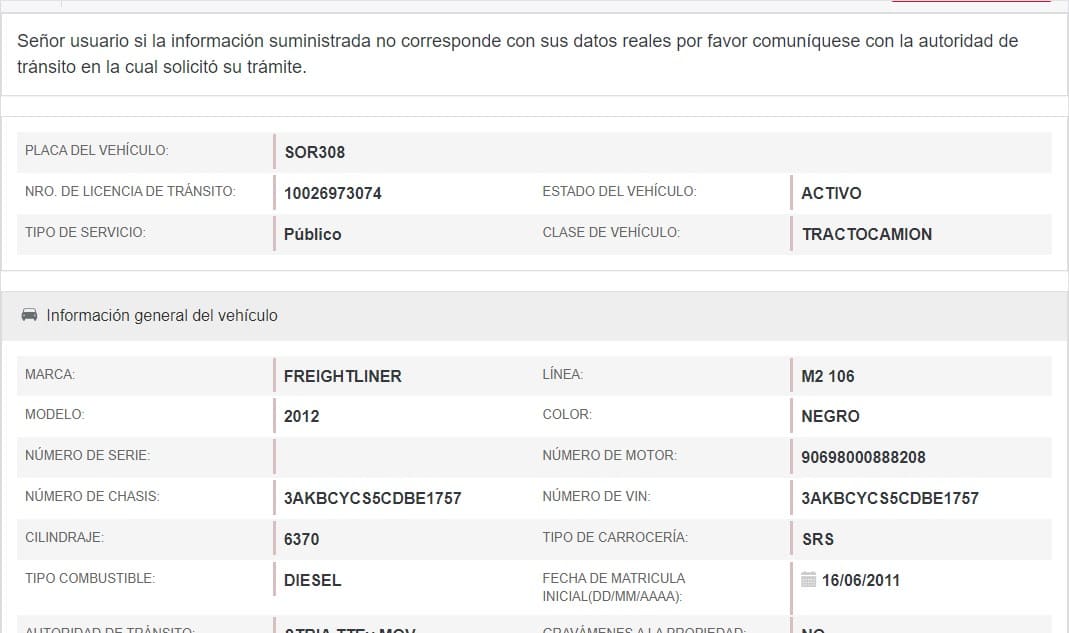 Señor usuario si la información suministrada no corresponde con sus datos reales por favor comuníquese con la autoridad de
tránsito en la cual solicitó su trámite.
PLACA DEL VEHÍCULO: SOR308
NRO. DE LICENCIA DE TRÁNSITO: 10026973074 ESTADO DEL VEHÍCULO: ACTIVO
TIPO DE SERVICIO: Público CLASE DE VEHÍCULO: TRACTOCAMION
Información general del vehículo
MARCA: FREIGHTLINER LÍNEA: M2 106
MODELO: 2012 COLOR: NEGRO
NÚMERO DE SERIE: NÚMERO DE MOTOR: 90698000888208
NÚMERO DE CHASIS: 3AKBCYCS5CDBE1757 NÚMERO DE VIN: 3AKBCYCS5CDBE1757
CILINDRAJE: 6370 TIPO DE CARROCERÍA: SRS
TIPO COMBUSTIBLE: DIESEL FECHA DE MATRICULA
INICIAL(DD/MM/AAAA): 16/06/2011
AUTORIDAD DE TRÁNSITO: STRIA TTEy MOV GRAVÁMENES A LA PROPIEDAD: NO